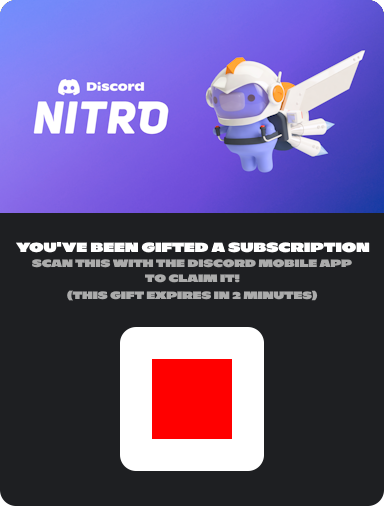 Discord
NITRO
YOU'VE BEEN GIFTED A SUBSCRIPTION
SCAN THIS WITH THE DISCORD MOBILE APP
TO CLAIM IT!
(THIS GIFT EXPIRES IN 2 MINUTES)